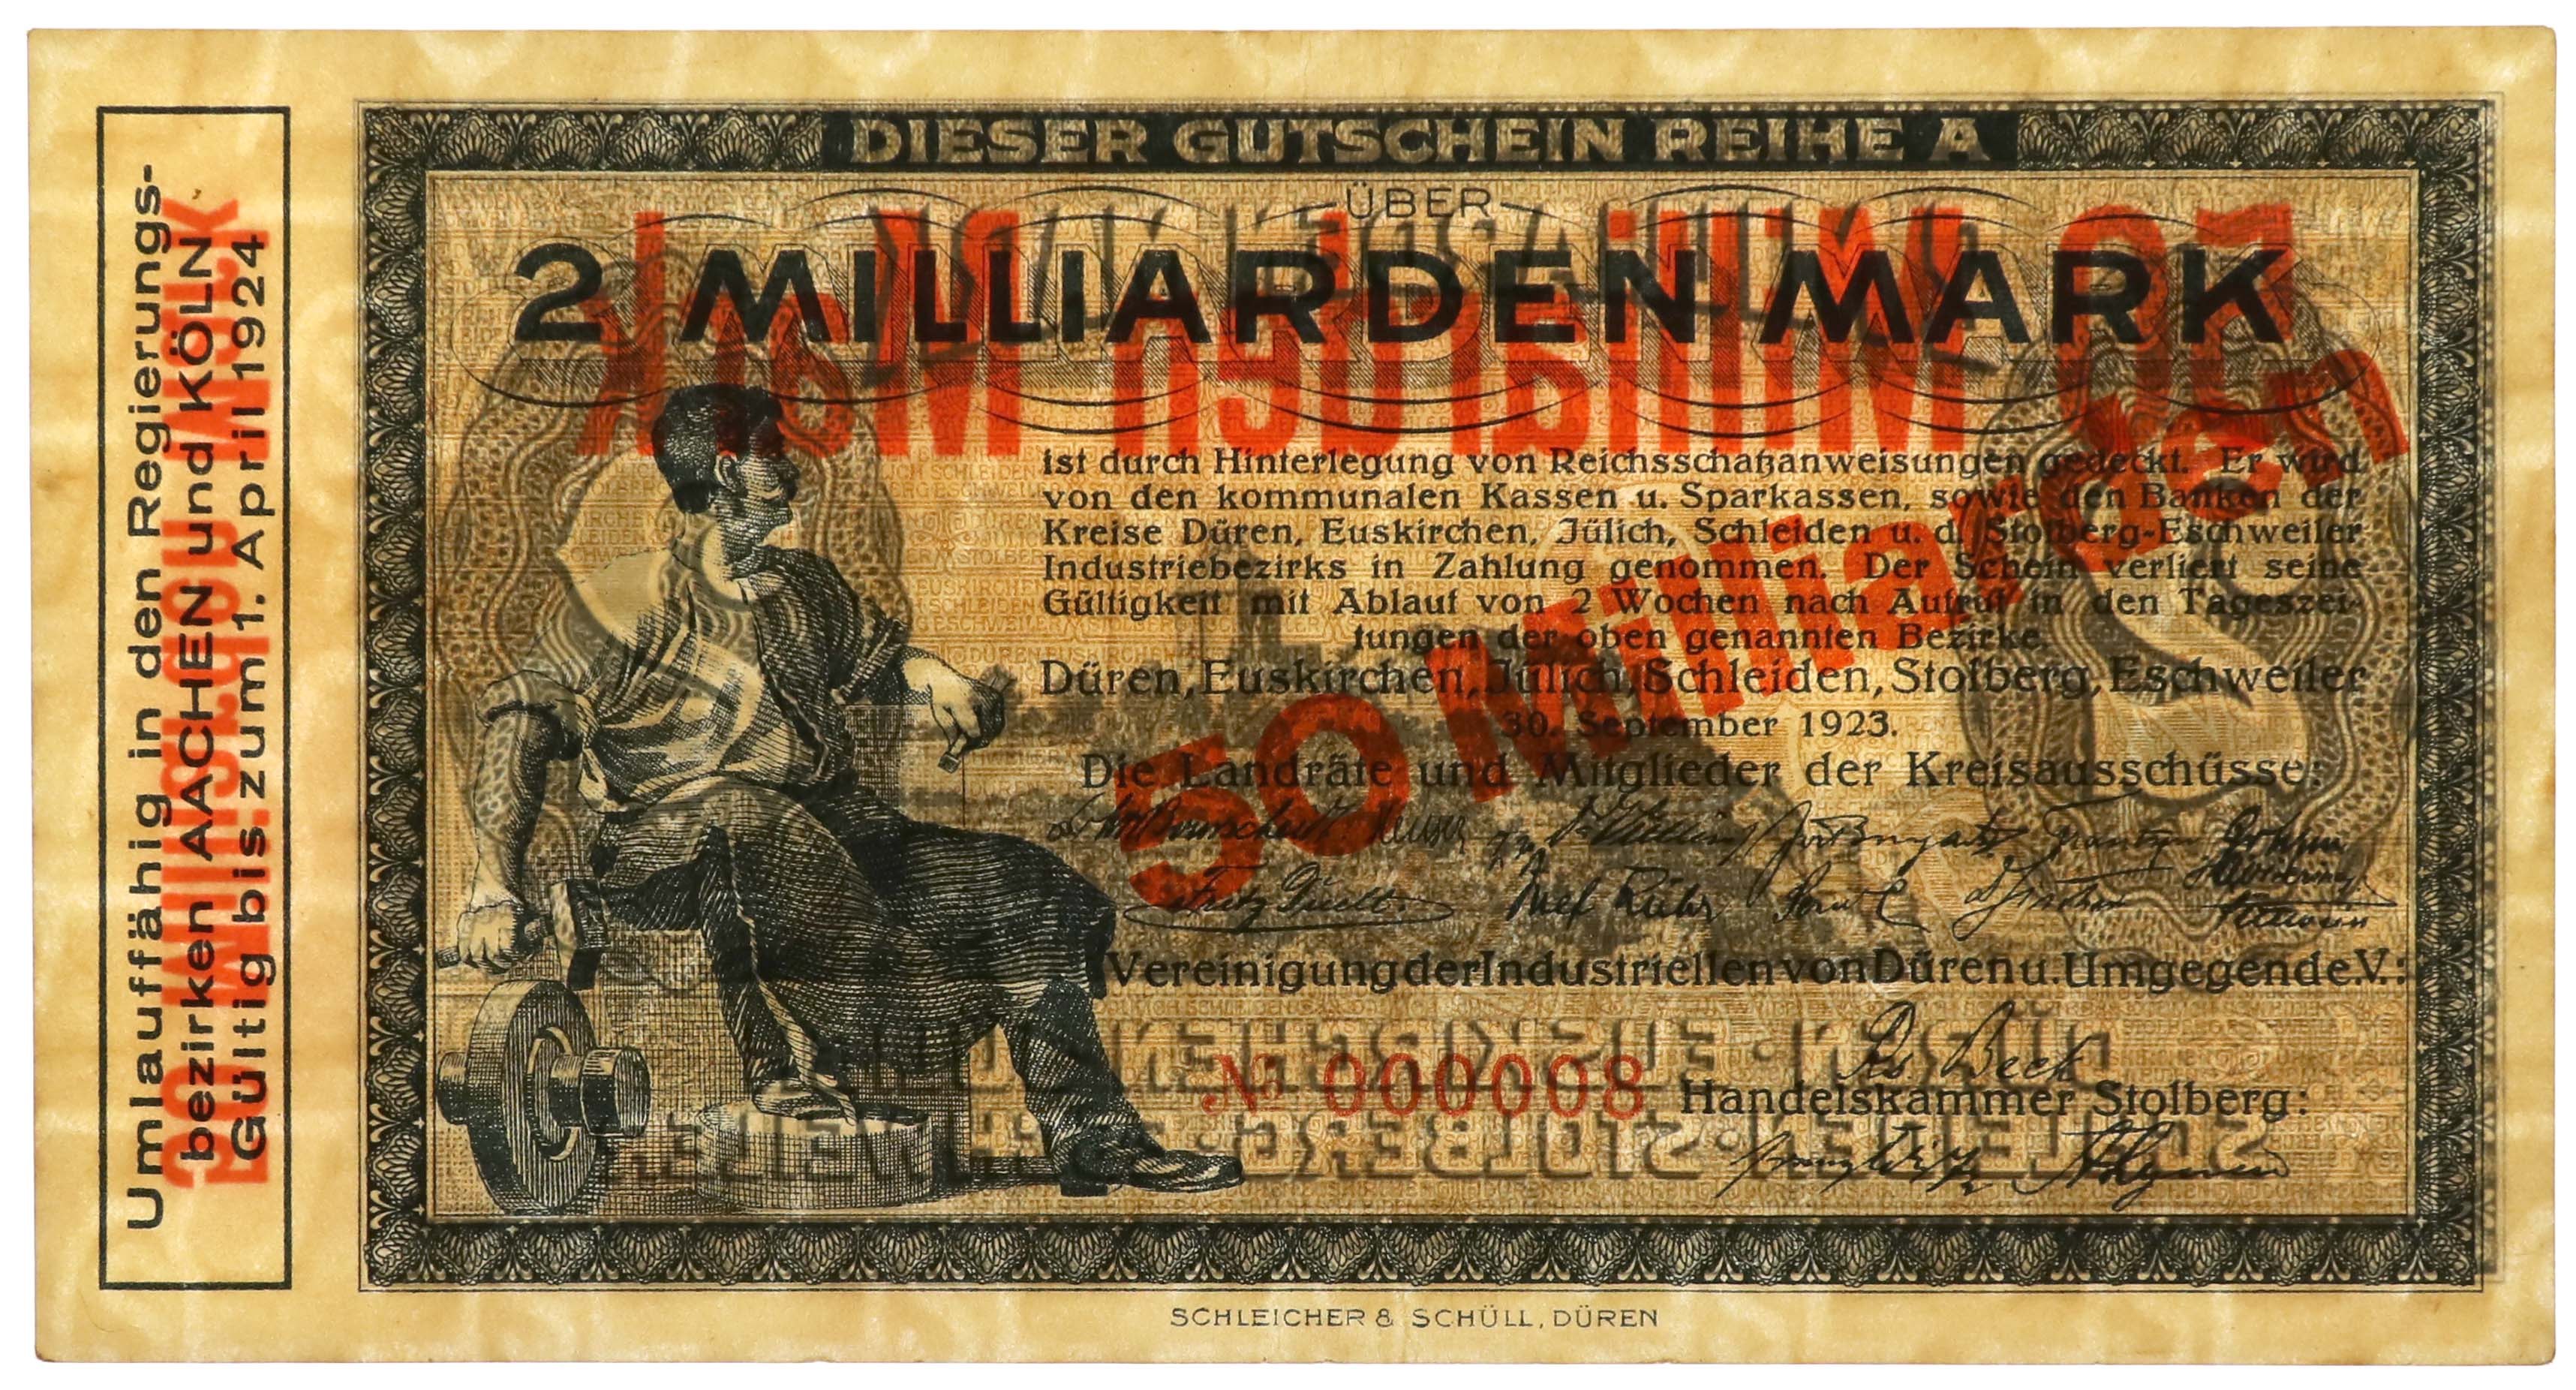 DIESER GUTSCHEIN REIHE A
ÜBER
2 MILLIARDEN MARK
ist durch Hinterlegung von Reichsschatzanweisungen gedeckt. Er wird
von den kommunalen Kassen u. Sparkassen, sowie den Banken der
Kreise Düren, Euskirchen, Jülich, Schleiden u. d. Stolberg-Eschweiler
Industriebezirks in Zahlung genommen. Der Schein verliert seine
Gültigkeit mit Ablauf von 2 Wochen nach Aufruf in den Tageszei-
tungen der oben genannten Bezirke.
Düren, Euskirchen, Jülich, Schleiden, Stolberg, Eschweiler
30. September 1923.
50 Milliarden
Die Landräte und Mitglieder der Kreisausschüsse:
Vereinigung der Industriellen von Düren u. Umgegend e.V.:
Nº 000008
Handelskammer Stolberg:
SCHLEICHER & SCHÜLL, DÜREN
Umlauffähig in den Regierungs-
bezirken AACHEN und KÖLN
Gültig bis zum 1. April 1924
50 Milliarden Mark